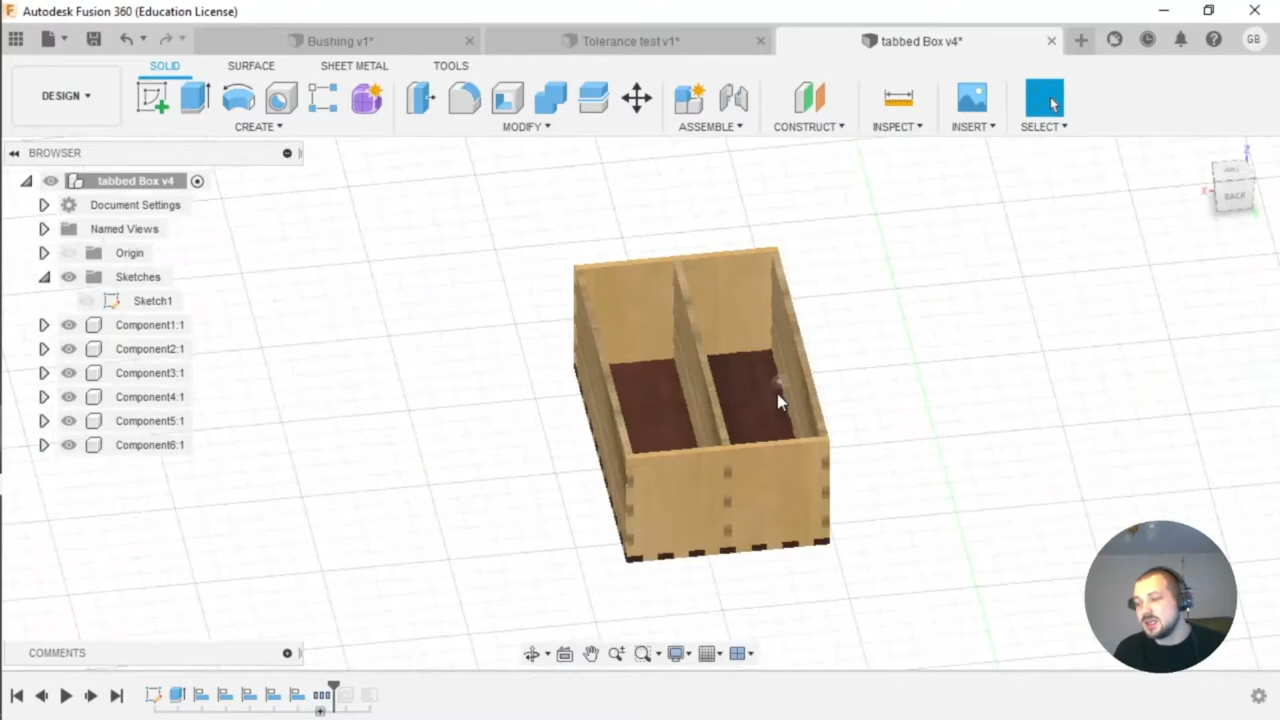 Autodesk Fusion 360 (Education License)
Bushing v1*
Tolerance test v1*
tabbed Box v4*
GB
DESIGN
SOLID
SURFACE
SHEET METAL
TOOLS
CREATE
MODIFY
ASSEMBLE
CONSTRUCT
INSPECT
INSERT
SELECT
BROWSER
tabbed Box v4
Document Settings
Named Views
Origin
Sketches
Sketch1
Component1:1
Component2:1
Component3:1
Component4:1
Component5:1
Component6:1
Z
X
BACK
COMMENTS